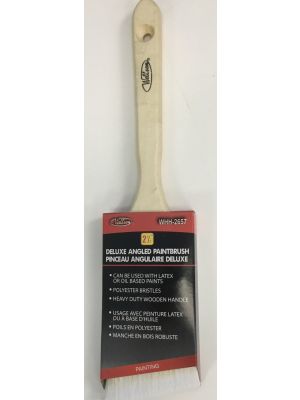 WHH-2657
2½
DELUXE ANGLED PAINTBRUSH
PINCEAU ANGULAIRE DELUXE
• CAN BE USED WITH LATEX
OR OIL BASED PAINTS
• POLYESTER BRISTLES
• HEAVY DUTY WOODEN HANDLE
• USAGE AVEC PEINTURE LATEX
OU A BASE D'HUILE
• POILS EN POLYESTER
• MANCHE EN BOIS ROBUSTE
PAINTING